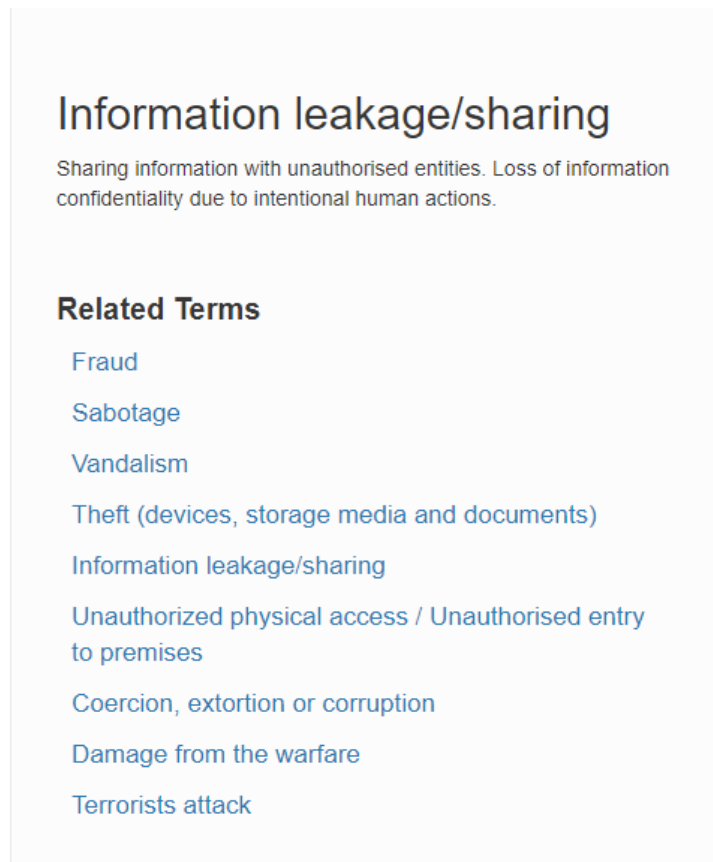 Information leakage/sharing
Sharing information with unauthorised entities. Loss of information
confidentiality due to intentional human actions.
Related Terms
Fraud
Sabotage
Vandalism
Theft (devices, storage media and documents)
Information leakage/sharing
Unauthorized physical access / Unauthorised entry
to premises
Coercion, extortion or corruption
Damage from the warfare
Terrorists attack